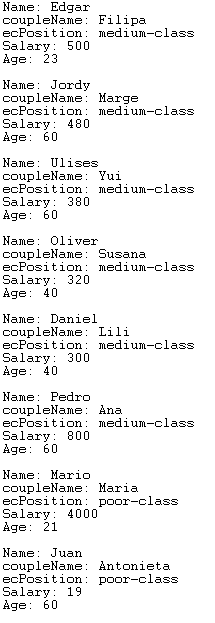 Name: Edgar
coupleName: Filipa
ecPosition: medium-class
Salary: 500
Age: 23
Name: Jordy
coupleName: Marge
ecPosition: medium-class
Salary: 480
Age: 60
Name: Ulises
coupleName: Yui
ecPosition: medium-class
Salary: 380
Age: 60
Name: Oliver
coupleName: Susana
ecPosition: medium-class
Salary: 320
Age: 40
Name: Daniel
coupleName: Lili
ecPosition: medium-class
Salary: 300
Age: 40
Name: Pedro
coupleName: Ana
ecPosition: medium-class
Salary: 800
Age: 60
Name: Mario
coupleName: Maria
ecPosition: poor-class
Salary: 4000
Age: 21
Name: Juan
coupleName: Antonieta
ecPosition: poor-class
Salary: 19
Age: 60